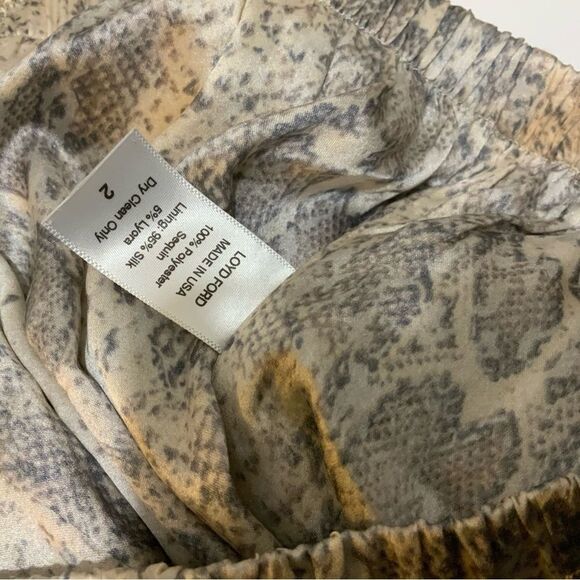 LOYD FORD
MADE IN USA
100% Polyester
Sequin
Lining: 95% Silk
5% Lycra
Dry Clean Only
2